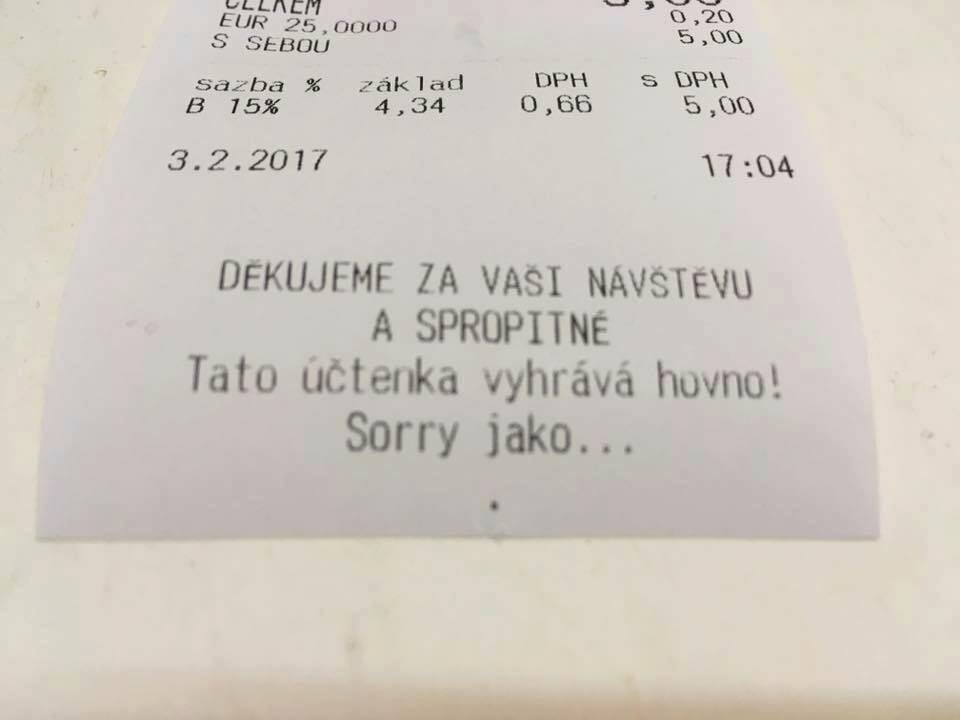 CELKEM
EUR 25,0000 0,20
S SEBOU 5,00
sazba % základ DPH s DPH
B 15% 4,34 0,66 5,00
3.2.2017 17:04
DĚKUJEME ZA VAŠI NÁVŠTĚVU
A SPROPITNÉ
Tato účtenka vyhrává hovno!
Sorry jako...
.